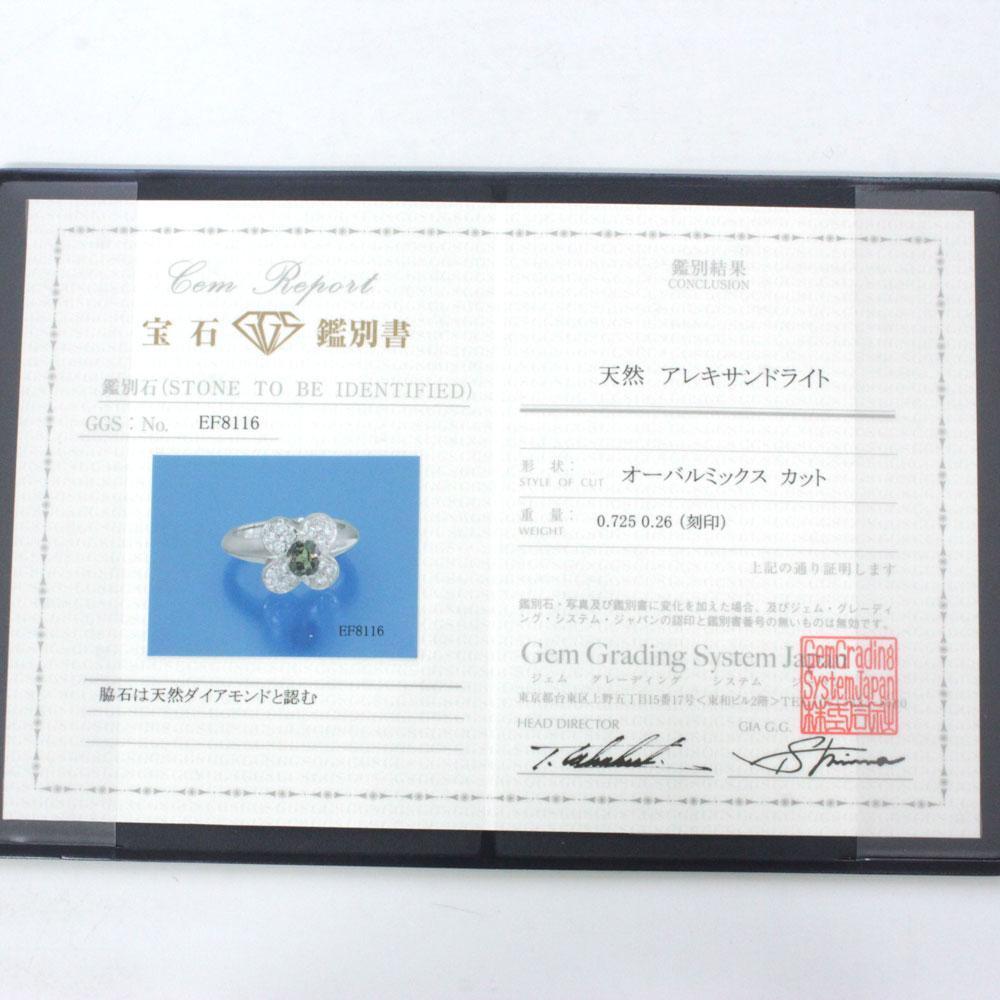 Gem Report
宝石 GGS 鑑別書
鑑別石(STONE TO BE IDENTIFIED)
GGS : No. EF8116
EF8116
脇石は天然ダイアモンドと認む
鑑別結果
CONCLUSION
天然 アレキサンドライト
形 状:
STYLE OF CUT
オーバルミックス カット
重 量:
WEIGHT
0.725 0.26 (刻印)
上記の通り証明します
鑑別石・写真及び鑑別書に変化を加えた場合、及びジェム・グレーディ
ング・システム・ジャパンの認印と鑑別書番号の無いものは無効です。
Gem Grading System Japan
ジェム グレーディング システム
東京都台東区上野五丁目15番17号<東和ビル2階>
GemGrading
SystemJapan
株式会社
HEAD DIRECTOR
GIA G.G.